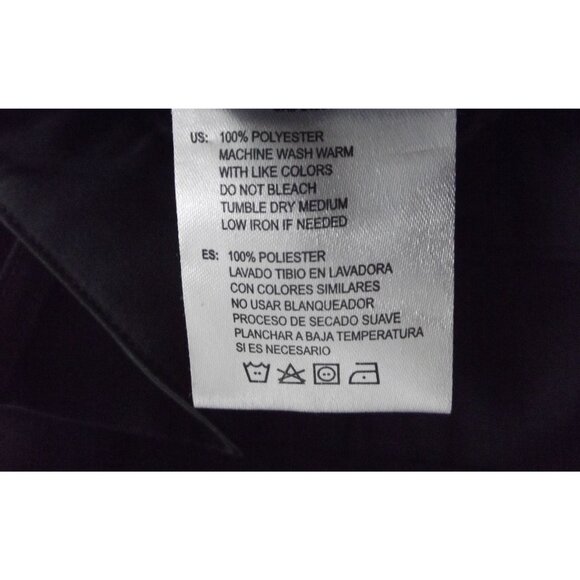 US: 100% POLYESTER
MACHINE WASH WARM
WITH LIKE COLORS
DO NOT BLEACH
TUMBLE DRY MEDIUM
LOW IRON IF NEEDED
ES: 100% POLIESTER
LAVADO TIBIO EN LAVADORA
CON COLORES SIMILARES
NO USAR BLANQUEADOR
PROCESO DE SECADO SUAVE
PLANCHAR A BAJA TEMPERATURA
SI ES NECESARIO